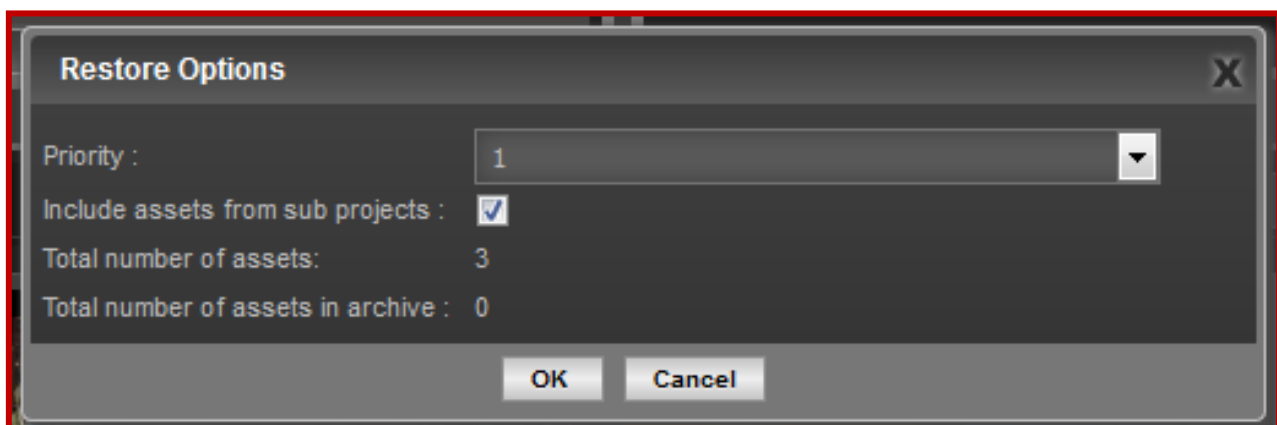 Restore Options
X
Priority : 1
Include assets from sub projects :
Total number of assets: 3
Total number of assets in archive : 0
OK Cancel